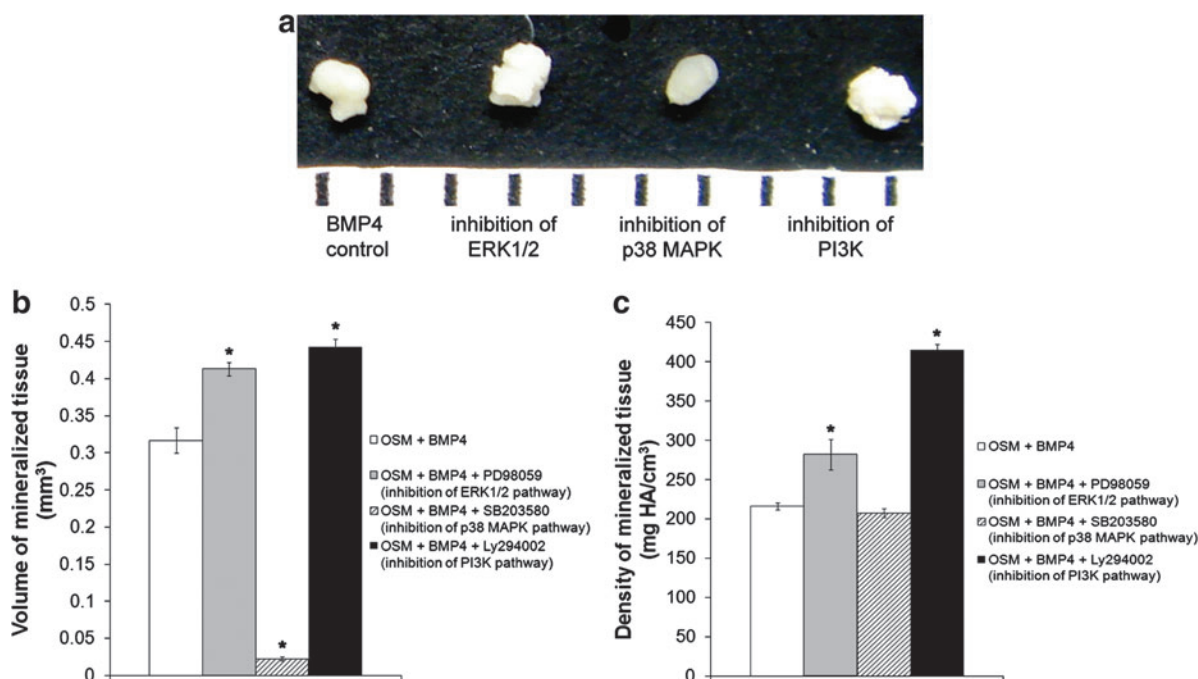 a
BMP4
control
inhibition of
ERK1/2
inhibition of
p38 MAPK
inhibition of
PI3K
b
Volume of mineralized tissue
(mm³)
0.5
0.45
0.4
0.35
0.3
0.25
0.2
0.15
0.1
0.05
0
*
*
*
OSM + BMP4
OSM + BMP4 + PD98059
(inhibition of ERK1/2 pathway)
OSM + BMP4 + SB203580
(inhibition of p38 MAPK pathway)
OSM + BMP4 + Ly294002
(inhibition of PI3K pathway)
c
Density of mineralized tissue
(mg HA/cm³)
450
400
350
300
250
200
150
100
50
0
*
*
OSM + BMP4
OSM + BMP4 + PD98059
(inhibition of ERK1/2 pathway)
OSM + BMP4 + SB203580
(inhibition of p38 MAPK pathway)
OSM + BMP4 + Ly294002
(inhibition of PI3K pathway)